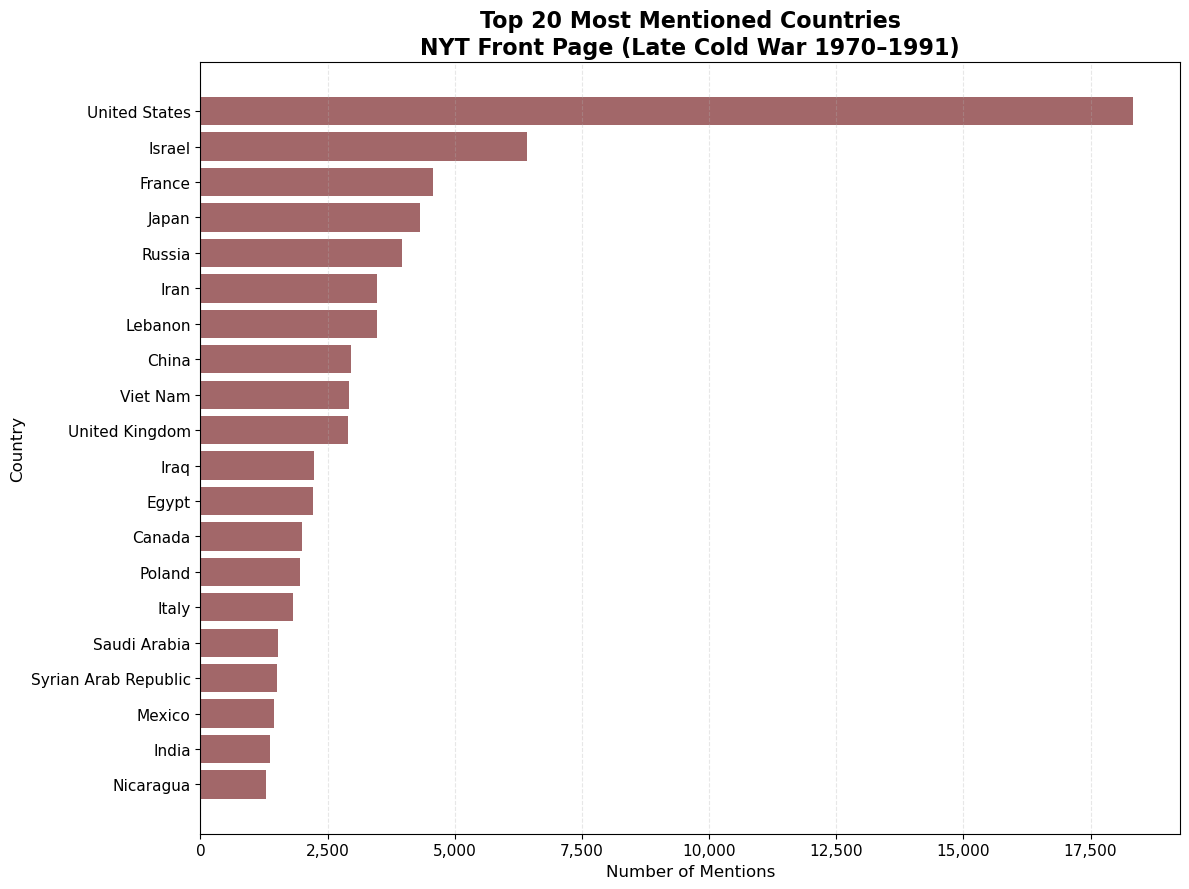 Top 20 Most Mentioned Countries
NYT Front Page (Late Cold War 1970–1991)
Country
United States
Israel
France
Japan
Russia
Iran
Lebanon
China
Viet Nam
United Kingdom
Iraq
Egypt
Canada
Poland
Italy
Saudi Arabia
Syrian Arab Republic
Mexico
India
Nicaragua
0 2,500 5,000 7,500 10,000 12,500 15,000 17,500
Number of Mentions